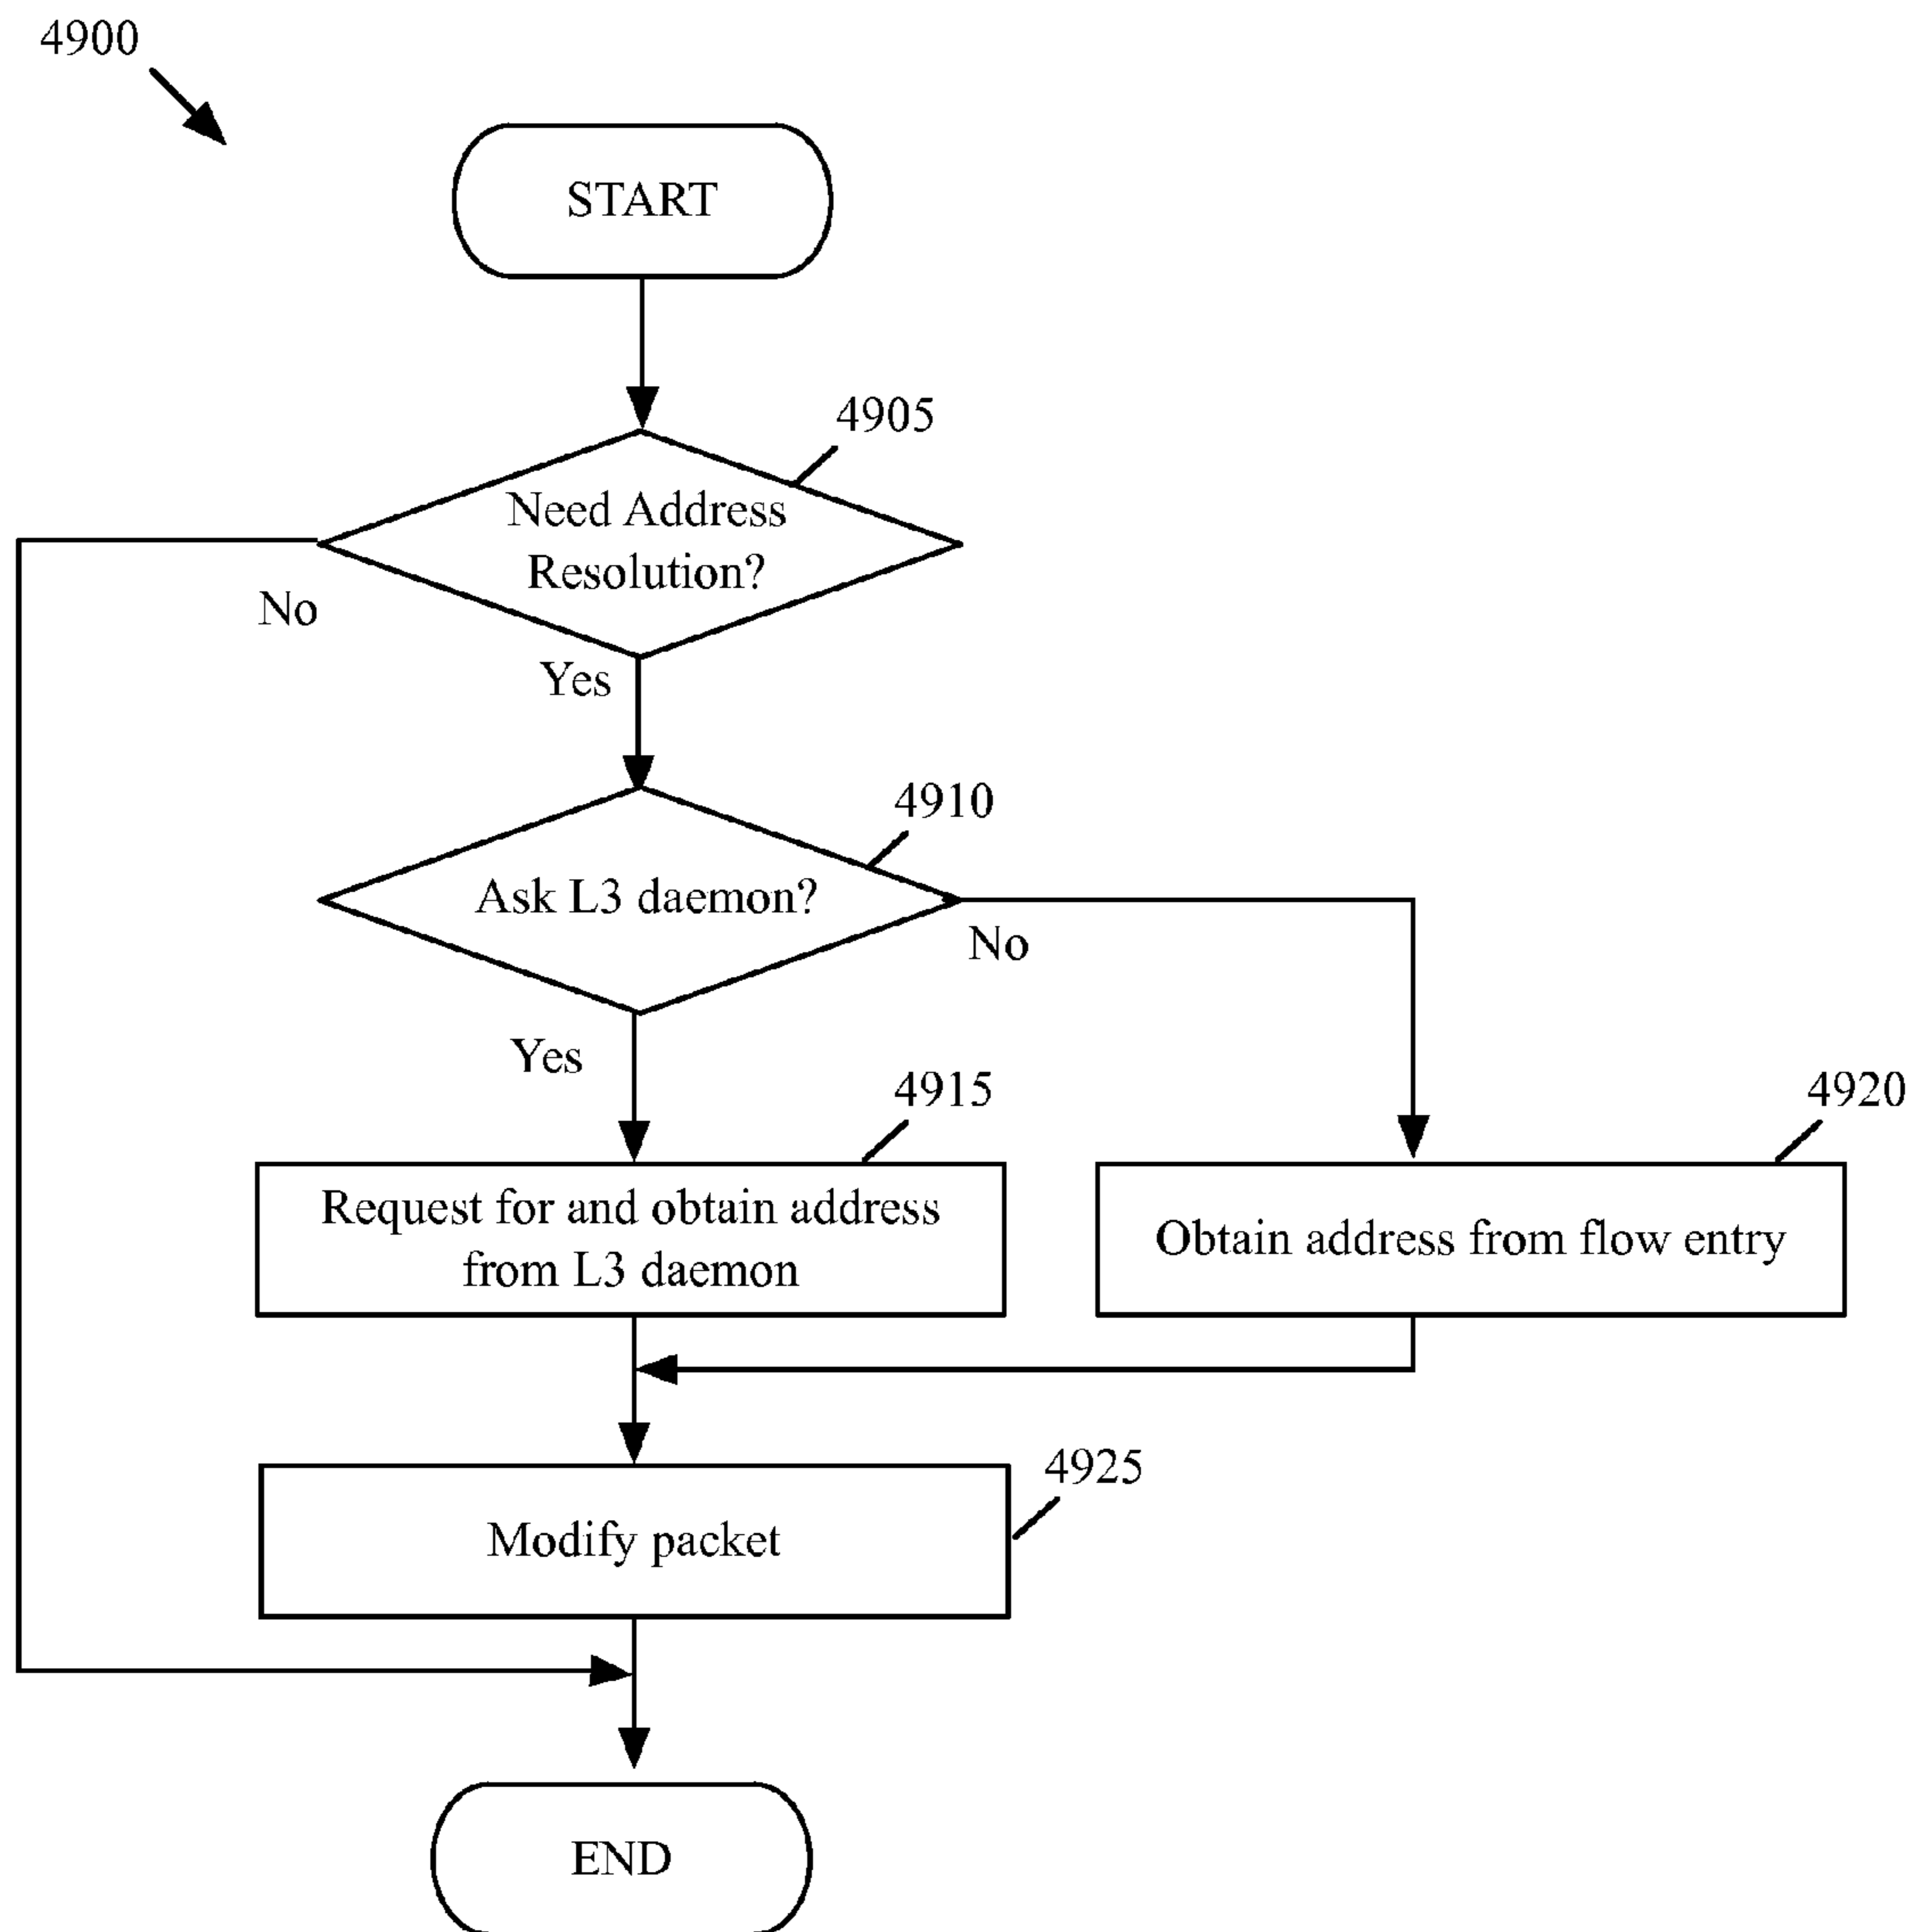 4900
START
4905
Need Address
Resolution?
No
Yes
4910
Ask L3 daemon?
No
Yes
4915
4920
Request for and obtain address
from L3 daemon
Obtain address from flow entry
4925
Modify packet
END